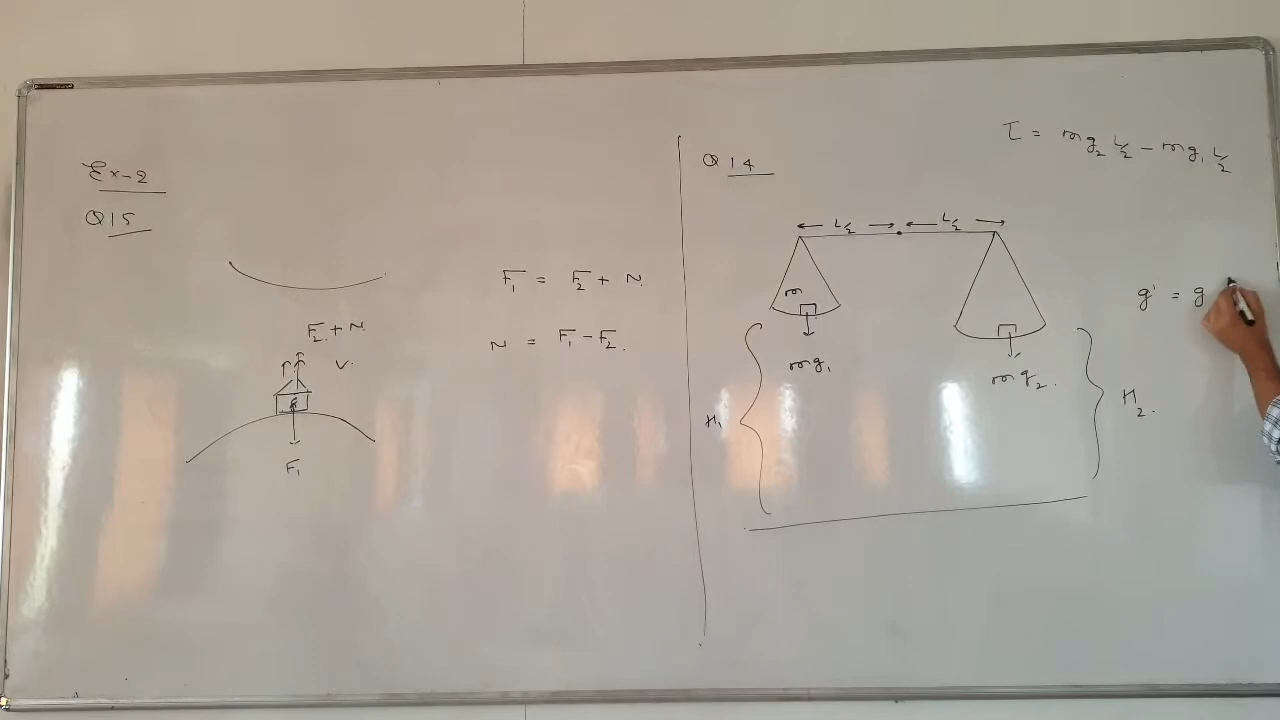 Ex-2
Q15
F₂ + N
V.
F₁
F₁ = F₂ + N.
N = F₁ - F₂.
Q 14
τ = mg₂ L/2 - mg₁ L/2
L/2 L/2
m
mg₁
mg₂.
H₁
H₂.
g' = g